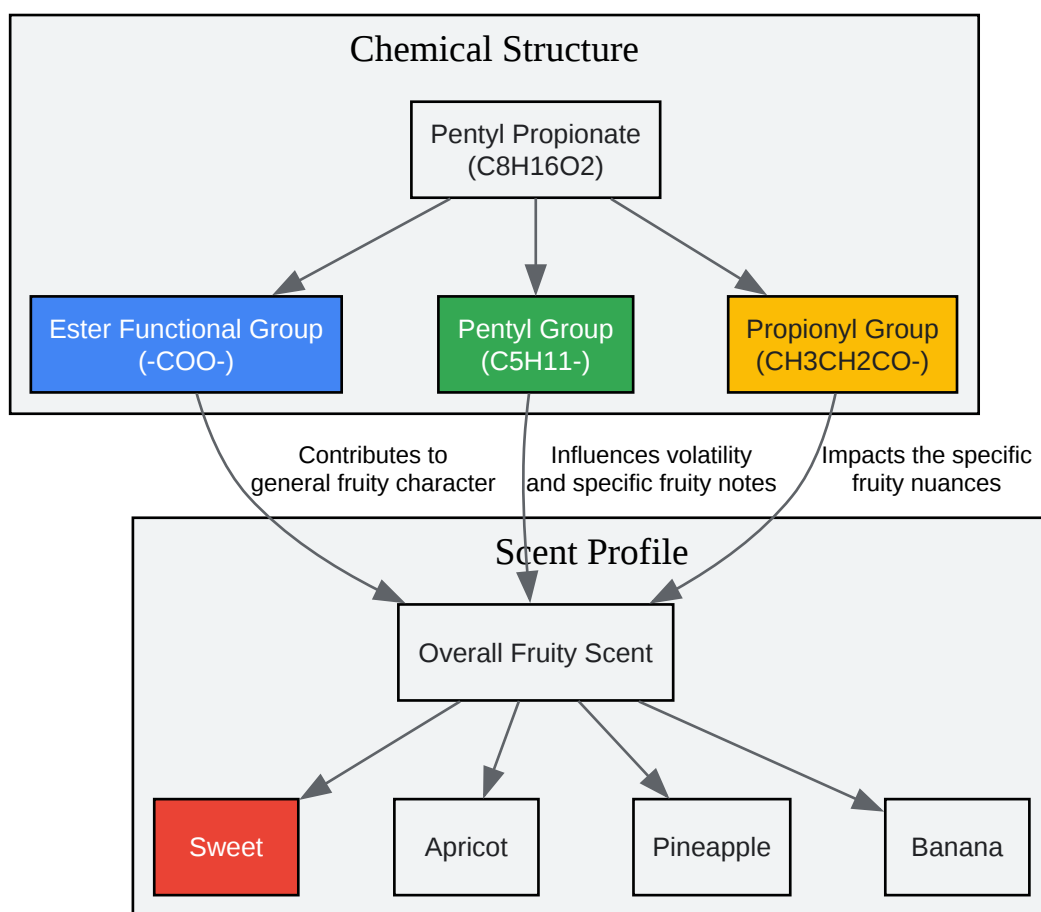 Chemical Structure
Pentyl Propionate
(C8H16O2)
Ester Functional Group
(-COO-)
Pentyl Group
(C5H11-)
Propionyl Group
(CH3CH2CO-)
Contributes to
general fruity character
Influences volatility
and specific fruity notes
Impacts the specific
fruity nuances
Scent Profile
Overall Fruity Scent
Sweet
Apricot
Pineapple
Banana